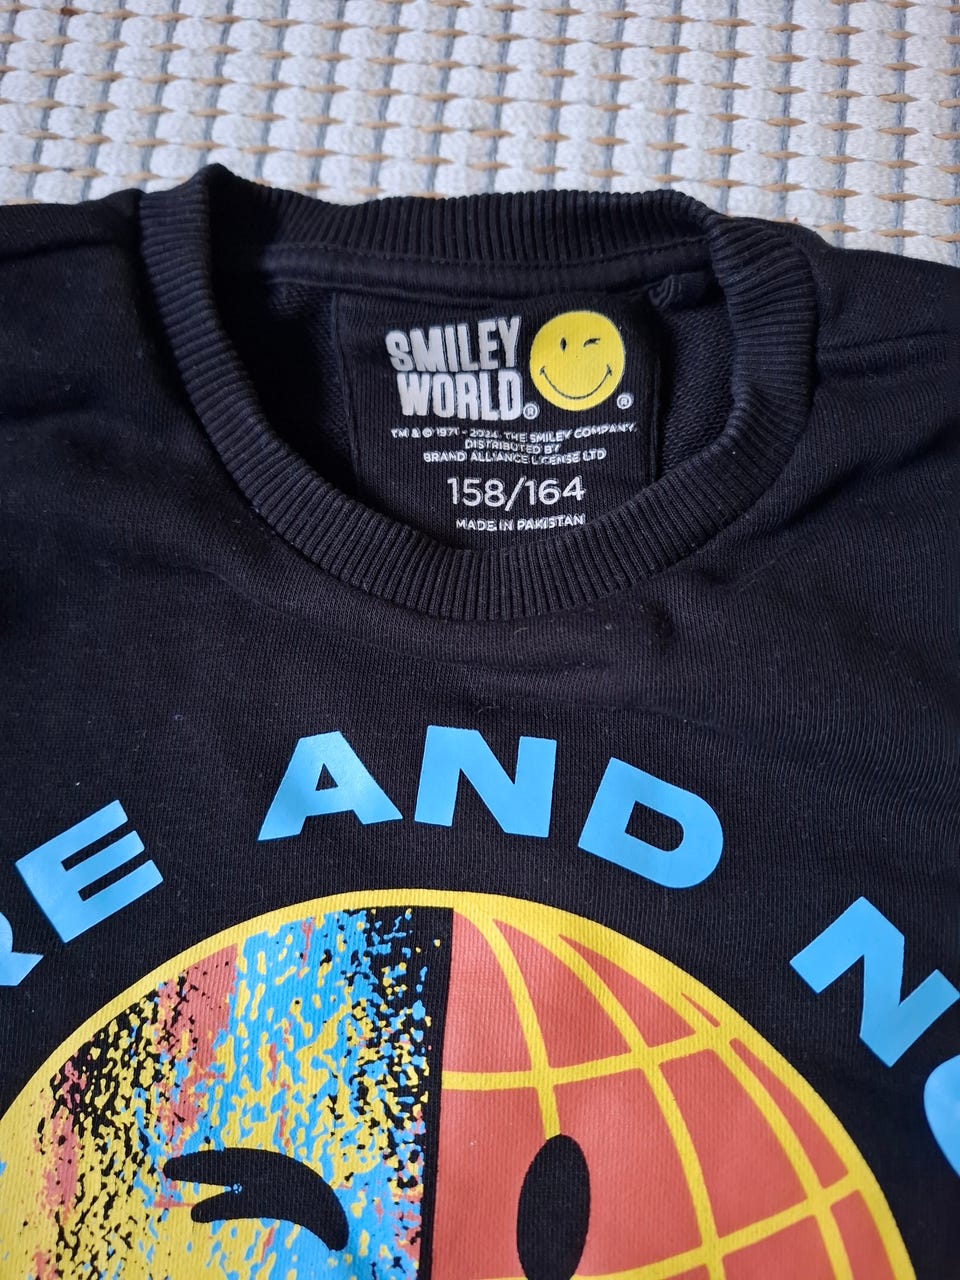 SMILEY
WORLD®
®
TM & © 1971 - 2024 THE SMILEY COMPANY.
DISTRIBUTED BY
BRAND ALLIANCE LICENSE LTD
158/164
MADE IN PAKISTAN
RE AND NO